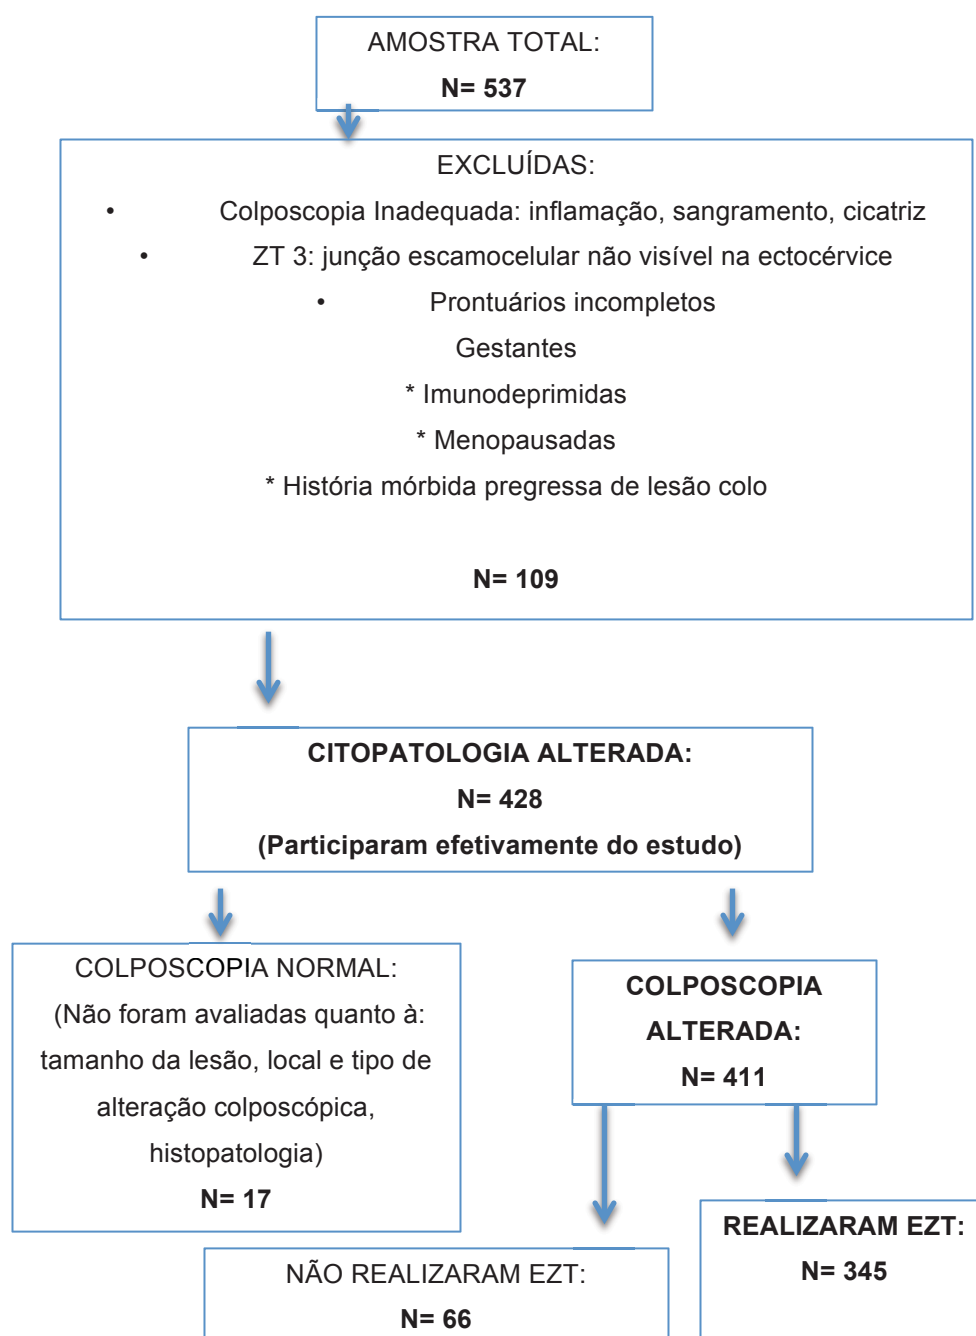 AMOSTRA TOTAL:
N= 537
EXCLUÍDAS:
• Colposcopia Inadequada: inflamação, sangramento, cicatriz
• ZT 3: junção escamocelular não visível na ectocérvice
• Prontuários incompletos
Gestantes
* Imunodeprimidas
* Menopausadas
* História mórbida pregressa de lesão colo
N= 109
CITOPATOLOGIA ALTERADA:
N= 428
(Participaram efetivamente do estudo)
COLPOSCOPIA NORMAL:
(Não foram avaliadas quanto à:
tamanho da lesão, local e tipo de
alteração colposcópica,
histopatologia)
N= 17
COLPOSCOPIA
ALTERADA:
N= 411
NÃO REALIZARAM EZT:
N= 66
REALIZARAM EZT:
N= 345